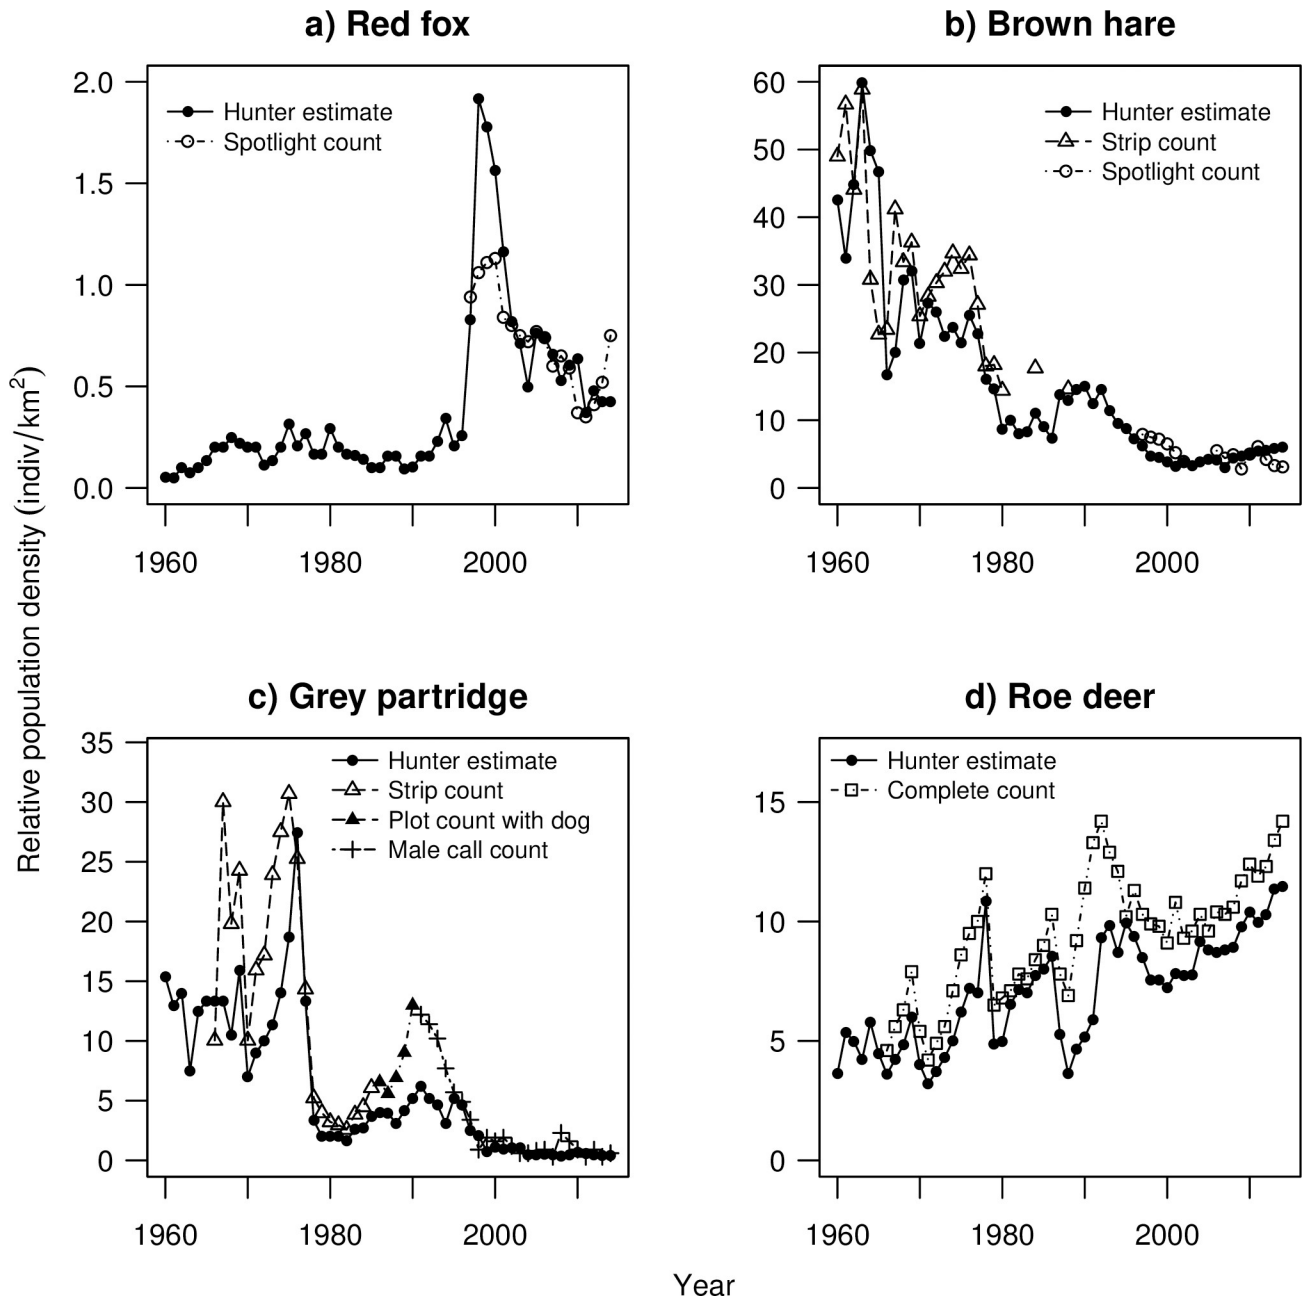 a) Red fox
2.0
1.5
1.0
0.5
0.0
Hunter estimate
Spotlight count
1960 1980 2000
b) Brown hare
60
50
40
30
20
10
0
Hunter estimate
Strip count
Spotlight count
1960 1980 2000
Relative population density (indiv/km²)
c) Grey partridge
35
30
25
20
15
10
5
0
Hunter estimate
Strip count
Plot count with dog
Male call count
1960 1980 2000
d) Roe deer
15
10
5
0
Hunter estimate
Complete count
1960 1980 2000
Year